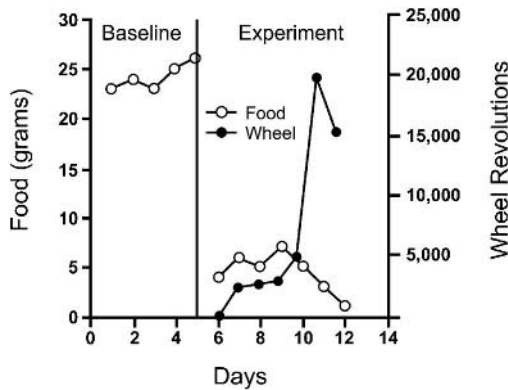 Baseline
Experiment
Food (grams)
30
25
20
15
10
5
0
Food
Wheel
25,000
20,000
15,000
10,000
5,000
Wheel Revolutions
0 2 4 6 8 10 12 14
Days